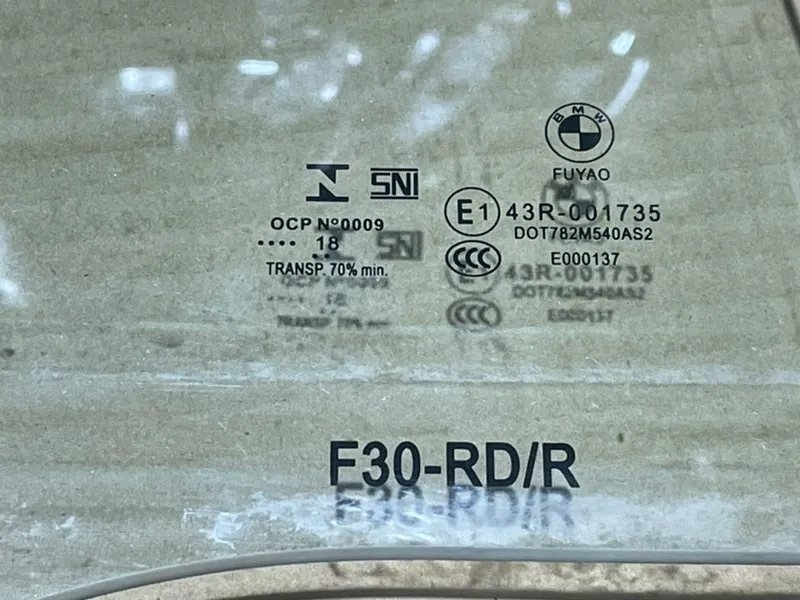 BMW
FUYAO
SNI
E1 43R-001735
OCP Nº0009
DOT782M540AS2
.... 18
..
CCC E000137
TRANSP. 70% min.
F30-RD/R